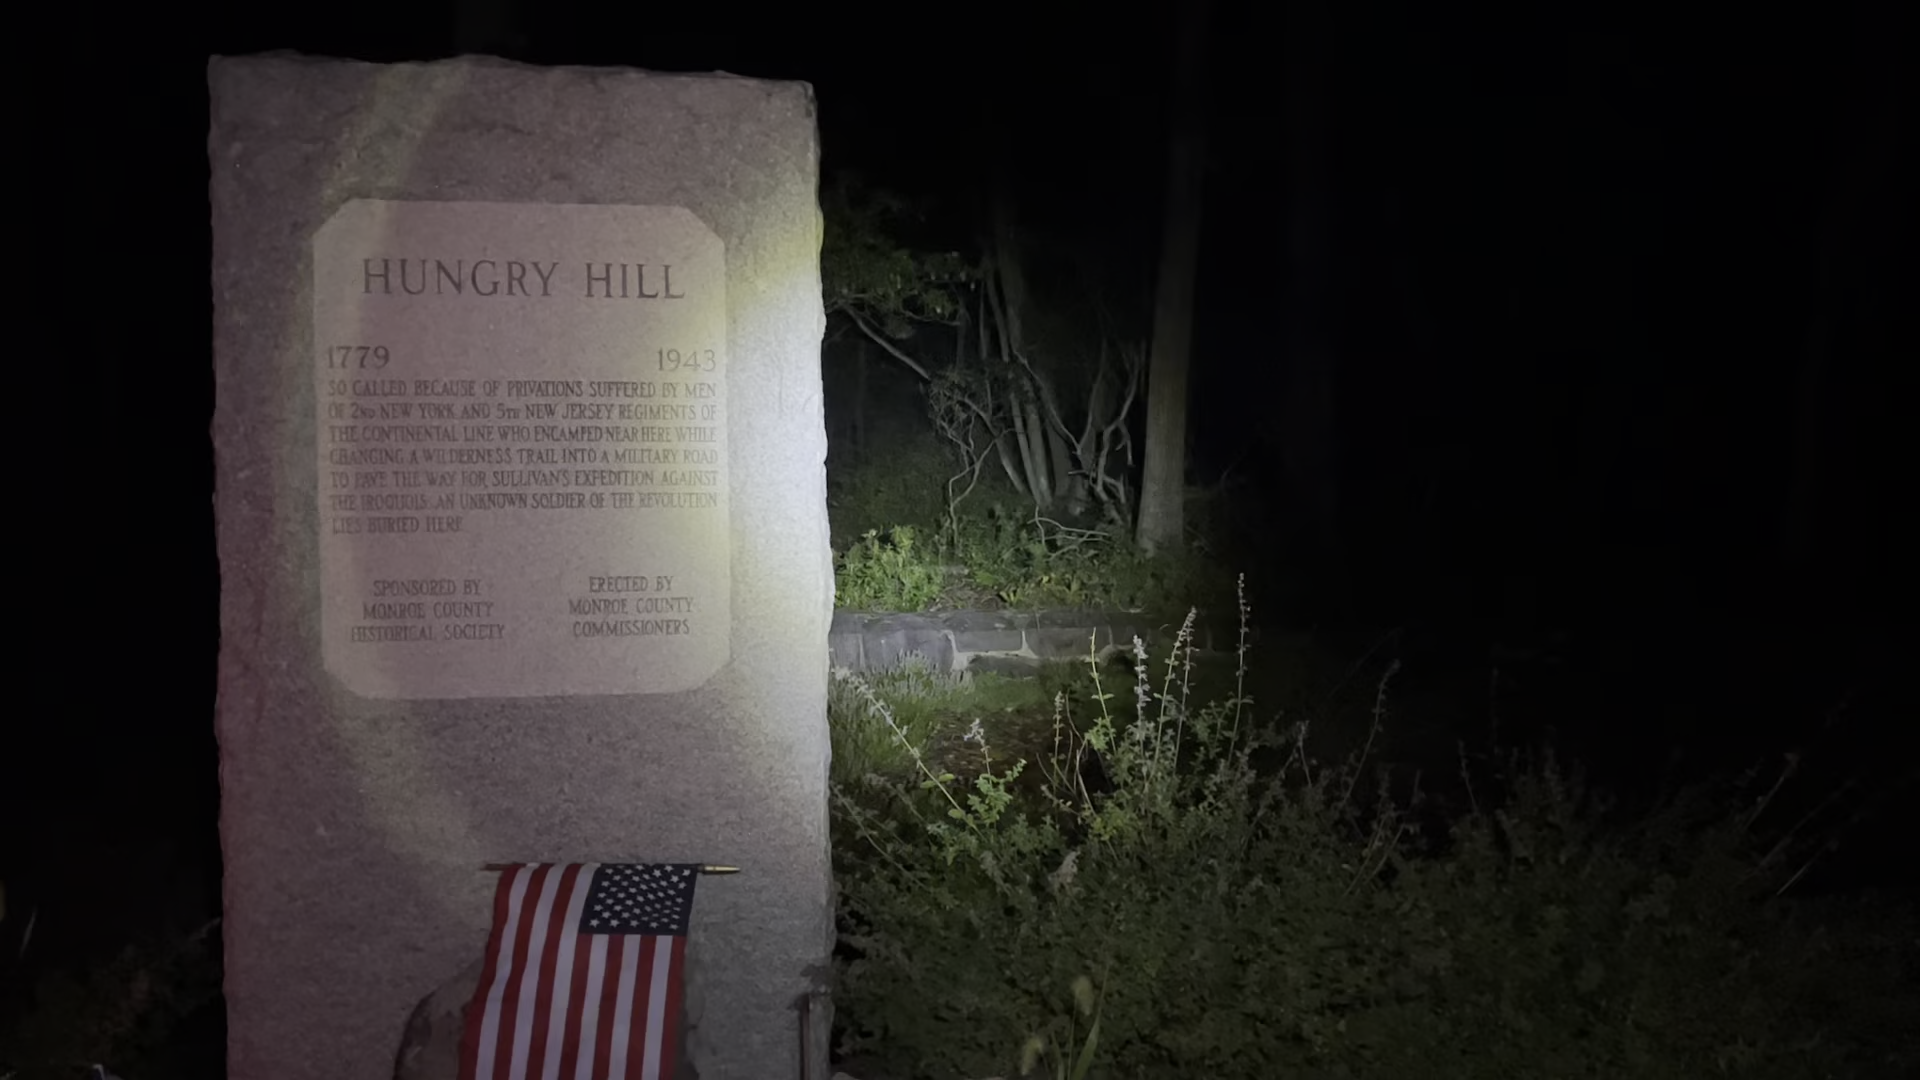 HUNGRY HILL
1779 1943
SO CALLED BECAUSE OF PRIVATIONS SUFFERED BY MEN
OF 2ND NEW YORK AND 5TH NEW JERSEY REGIMENTS OF
THE CONTINENTAL LINE WHO ENCAMPED NEAR HERE WHILE
CHANGING A WILDERNESS TRAIL INTO A MILITARY ROAD
TO PAVE THE WAY FOR SULLIVAN'S EXPEDITION AGAINST
THE IROQUOIS. AN UNKNOWN SOLDIER OF THE REVOLUTION
LIES BURIED HERE
SPONSORED BY
MONROE COUNTY
HISTORICAL SOCIETY
ERECTED BY
MONROE COUNTY
COMMISSIONERS